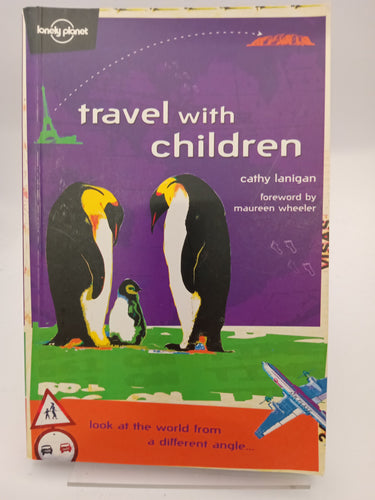 lonely planet
travel with
children
cathy lanigan
foreword by
maureen wheeler
VISAS
look at the world from
a different angle...